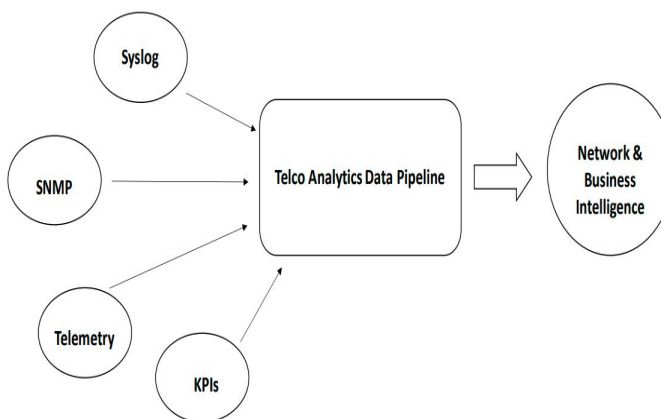 Syslog
SNMP
Telemetry
KPIs
Telco Analytics Data Pipeline
Network &
Business
Intelligence